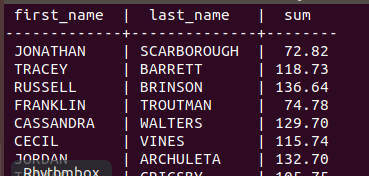 first_name | last_name | sum
-------------+-------------+--------
JONATHAN | SCARBOROUGH | 72.82
TRACEY | BARRETT | 118.73
RUSSELL | BRINSON | 136.64
FRANKLIN | TROUTMAN | 74.78
CASSANDRA | WALTERS | 129.70
CECIL | VINES | 115.74
JORDAN | ARCHULETA | 132.70
Rhythmbox